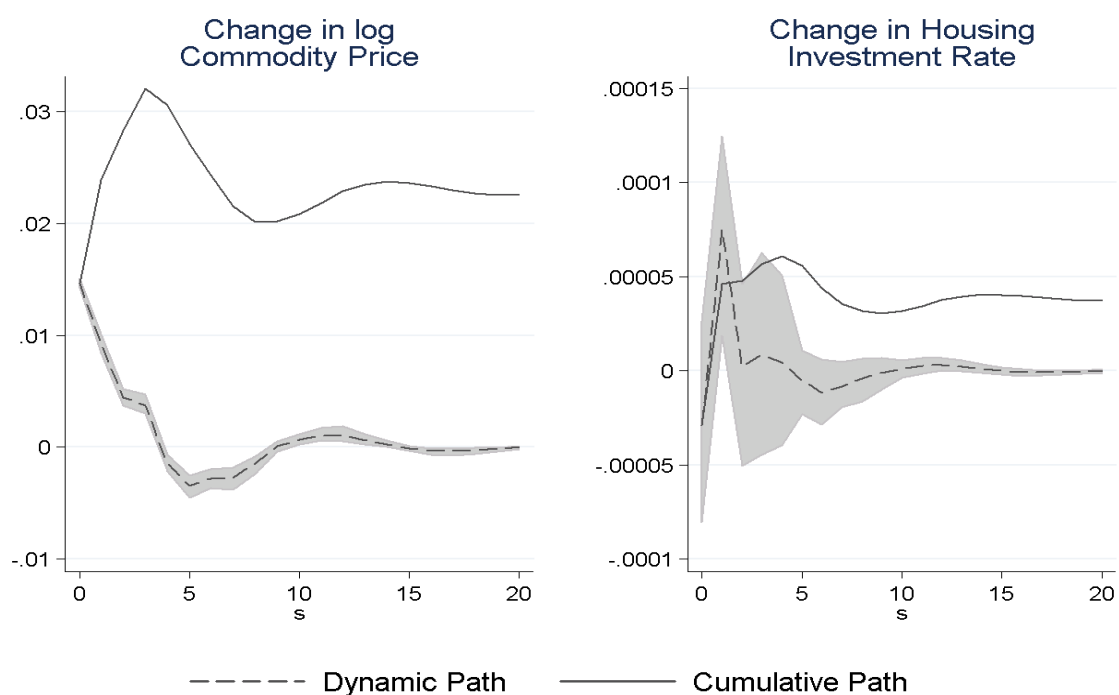 Change in log
Commodity Price
.03
.02
.01
0
-.01
0 5 10 15 20
s
Change in Housing
Investment Rate
.00015
.0001
.00005
0
-.00005
-.0001
0 5 10 15 20
s
Dynamic Path Cumulative Path